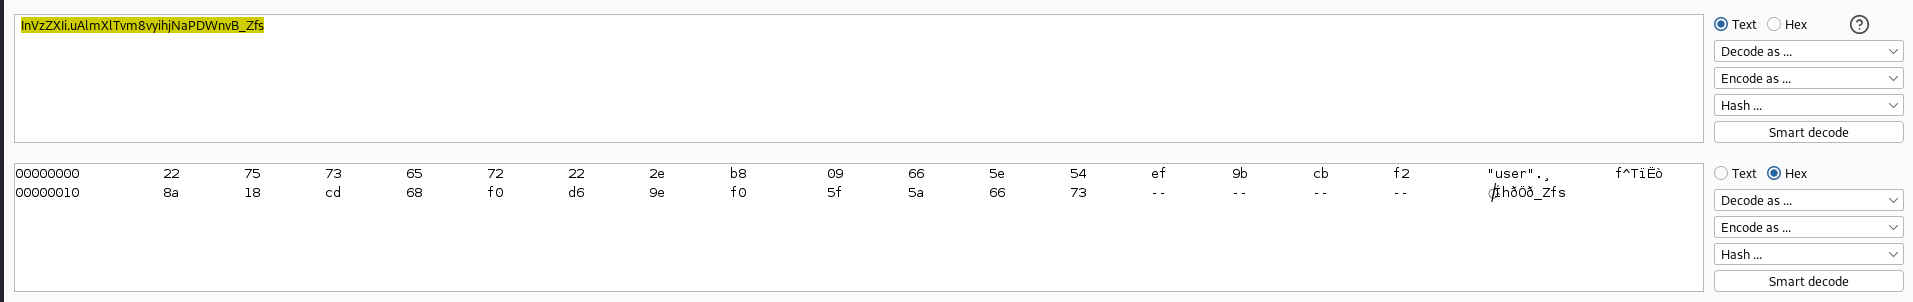 InVzZXIi.uAlmXlTvm8vyihjNaPDWnvB_Zfs
Text Hex ?
Decode as ...
Encode as ...
Hash ...
Smart decode
00000000 22 75 73 65 72 22 2e b8 09 66 5e 54 ef 9b cb f2 "user".¸ f^TïËò
00000010 8a 18 cd 68 f0 d6 9e f0 5f 5a 66 73 -- -- -- -- ÍhðÖð_Zfs
Text Hex
Decode as ...
Encode as ...
Hash ...
Smart decode